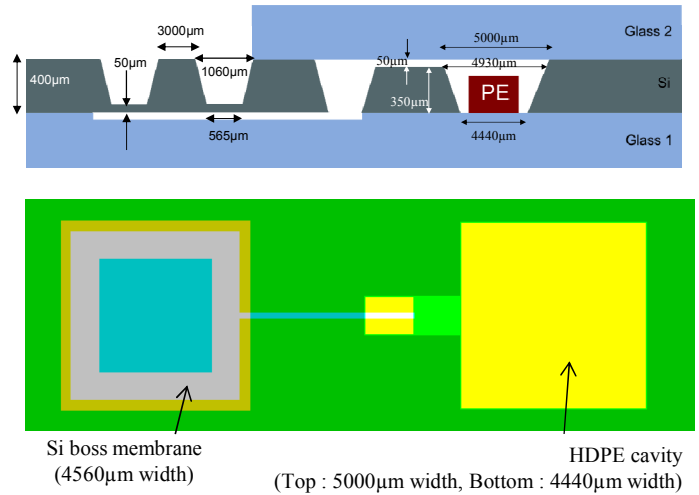 3000µm
5000µm
Glass 2
50µm
50µm
4930µm
400µm
1060µm
Si
PE
350µm
565µm
4440µm
Glass 1
Si boss membrane
(4560µm width)
HDPE cavity
(Top : 5000µm width, Bottom : 4440µm width)